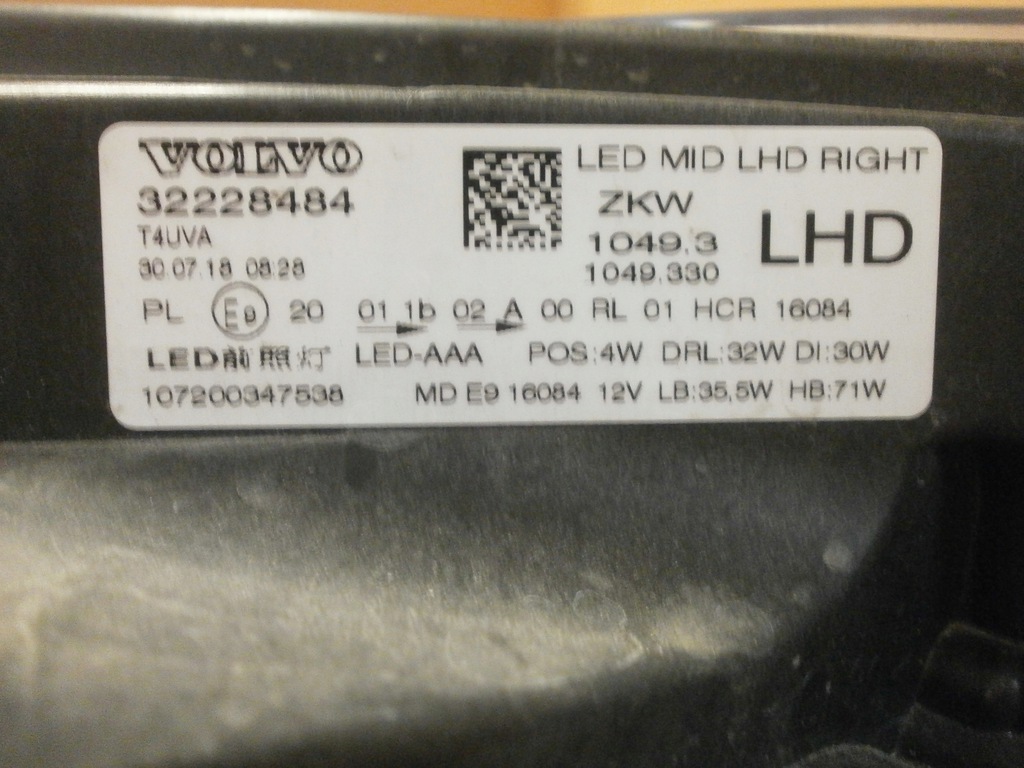 VOLVO
32228484
T4UVA
30.07.18 08:28
LED MID LHD RIGHT
ZKW
1049.3
1049.330
LHD
PL E9 20 01 1b 02 A 00 RL 01 HCR 16084
LED前照灯 LED-AAA POS:4W DRL:32W DI:30W
107200347538 MD E9 16084 12V LB:35,5W HB:71W